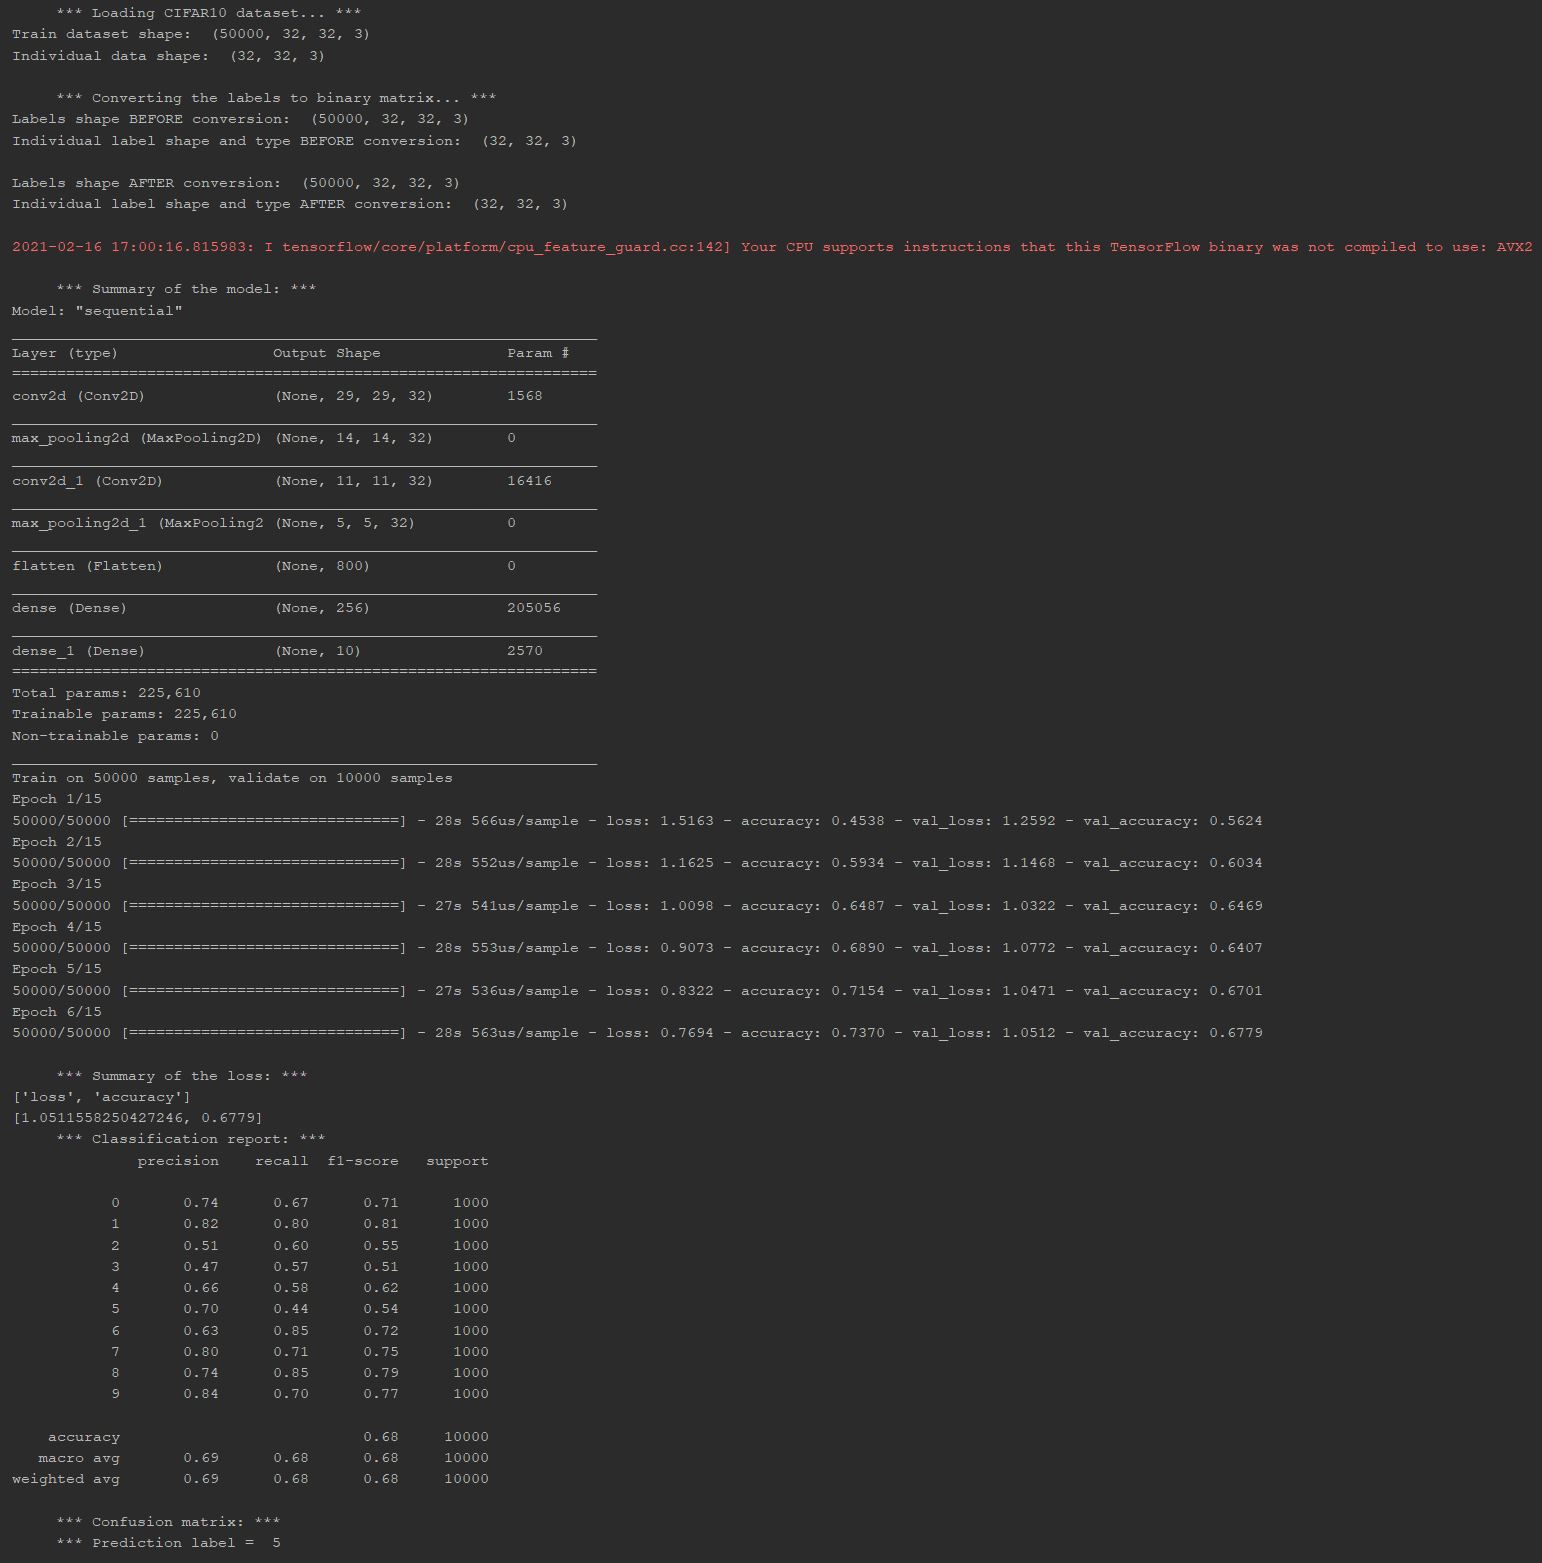 *** Loading CIFAR10 dataset... ***
Train dataset shape:  (50000, 32, 32, 3)
Individual data shape:  (32, 32, 3)
*** Converting the labels to binary matrix... ***
Labels shape BEFORE conversion:  (50000, 32, 32, 3)
Individual label shape and type BEFORE conversion:  (32, 32, 3)
Labels shape AFTER conversion:  (50000, 32, 32, 3)
Individual label shape and type AFTER conversion:  (32, 32, 3)
2021-02-16 17:00:16.815983: I tensorflow/core/platform/cpu_feature_guard.cc:142] Your CPU supports instructions that this TensorFlow binary was not compiled to use: AVX2
*** Summary of the model: ***
Model: "sequential"
_________________________________________________________________
Layer (type)                 Output Shape              Param #
=================================================================
conv2d (Conv2D)              (None, 29, 29, 32)        1568
_________________________________________________________________
max_pooling2d (MaxPooling2D) (None, 14, 14, 32)        0
_________________________________________________________________
conv2d_1 (Conv2D)            (None, 11, 11, 32)        16416
_________________________________________________________________
max_pooling2d_1 (MaxPooling2 (None, 5, 5, 32)          0
_________________________________________________________________
flatten (Flatten)            (None, 800)               0
_________________________________________________________________
dense (Dense)                (None, 256)               205056
_________________________________________________________________
dense_1 (Dense)              (None, 10)                2570
=================================================================
Total params: 225,610
Trainable params: 225,610
Non-trainable params: 0
_________________________________________________________________
Train on 50000 samples, validate on 10000 samples
Epoch 1/15
50000/50000 [==============================] - 28s 566us/sample - loss: 1.5163 - accuracy: 0.4538 - val_loss: 1.2592 - val_accuracy: 0.5624
Epoch 2/15
50000/50000 [==============================] - 28s 552us/sample - loss: 1.1625 - accuracy: 0.5934 - val_loss: 1.1468 - val_accuracy: 0.6034
Epoch 3/15
50000/50000 [==============================] - 27s 541us/sample - loss: 1.0098 - accuracy: 0.6487 - val_loss: 1.0322 - val_accuracy: 0.6469
Epoch 4/15
50000/50000 [==============================] - 28s 553us/sample - loss: 0.9073 - accuracy: 0.6890 - val_loss: 1.0772 - val_accuracy: 0.6407
Epoch 5/15
50000/50000 [==============================] - 27s 536us/sample - loss: 0.8322 - accuracy: 0.7154 - val_loss: 1.0471 - val_accuracy: 0.6701
Epoch 6/15
50000/50000 [==============================] - 28s 563us/sample - loss: 0.7694 - accuracy: 0.7370 - val_loss: 1.0512 - val_accuracy: 0.6779
*** Summary of the loss: ***
['loss', 'accuracy']
[1.0511558250427246, 0.6779]
*** Classification report: ***
precision    recall  f1-score   support
0       0.74      0.67      0.71      1000
1       0.82      0.80      0.81      1000
2       0.51      0.60      0.55      1000
3       0.47      0.57      0.51      1000
4       0.66      0.58      0.62      1000
5       0.70      0.44      0.54      1000
6       0.63      0.85      0.72      1000
7       0.80      0.71      0.75      1000
8       0.74      0.85      0.79      1000
9       0.84      0.70      0.77      1000
accuracy                           0.68     10000
macro avg       0.69      0.68      0.68     10000
weighted avg       0.69      0.68      0.68     10000
*** Confusion matrix: ***
*** Prediction label =  5